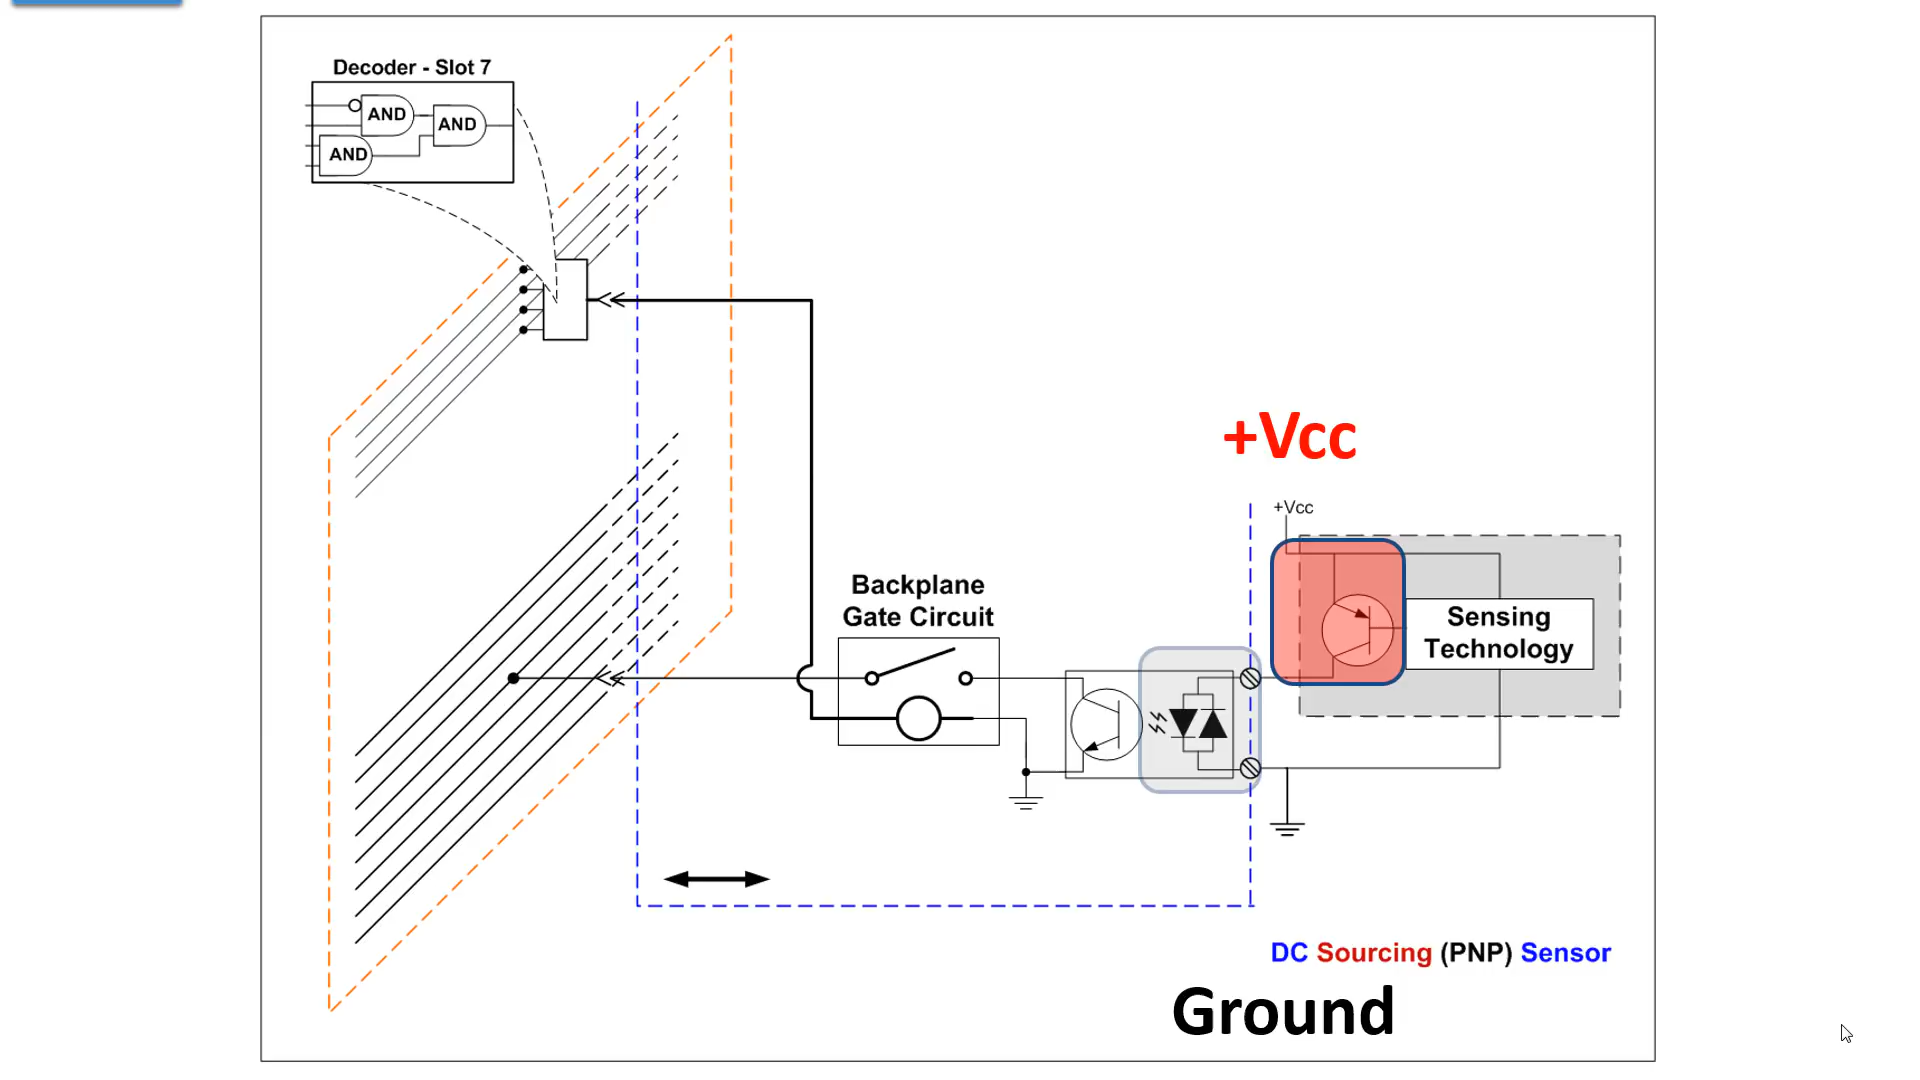 Decoder - Slot 7
AND
AND
AND
+Vcc
+Vcc
Backplane
Gate Circuit
Sensing
Technology
DC Sourcing (PNP) Sensor
Ground